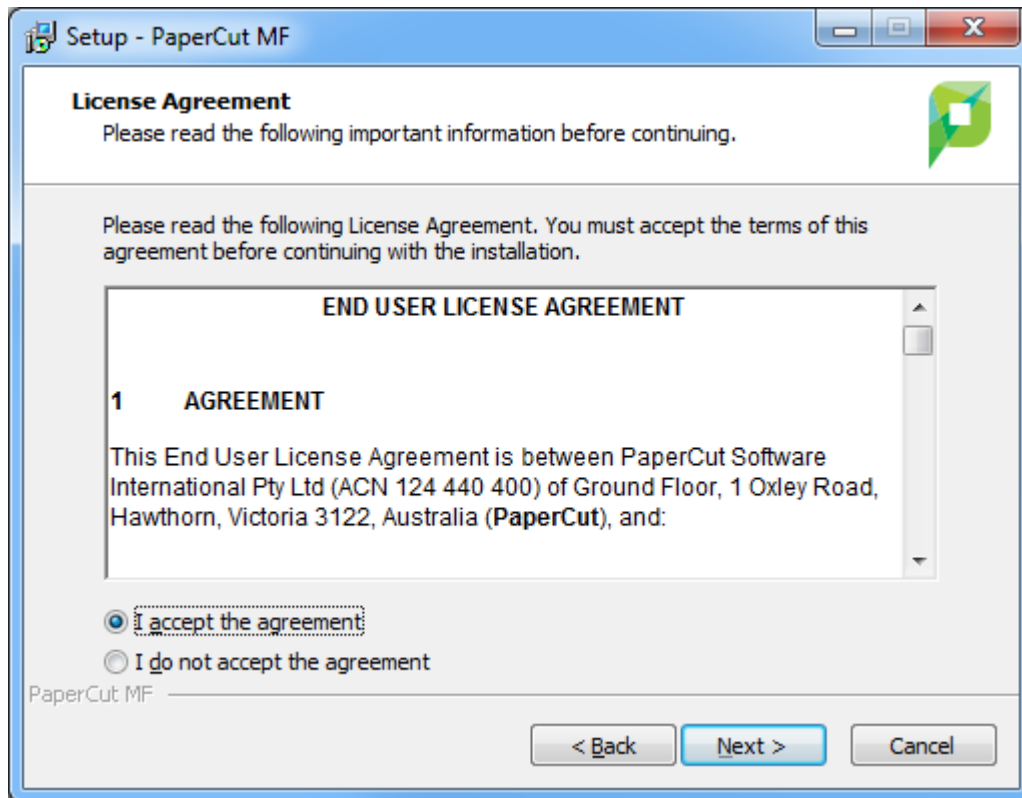 Setup - PaperCut MF
License Agreement
Please read the following important information before continuing.
Please read the following License Agreement. You must accept the terms of this
agreement before continuing with the installation.
END USER LICENSE AGREEMENT
1 AGREEMENT
This End User License Agreement is between PaperCut Software
International Pty Ltd (ACN 124 440 400) of Ground Floor, 1 Oxley Road,
Hawthorn, Victoria 3122, Australia (PaperCut), and:
I accept the agreement
I do not accept the agreement
PaperCut MF
< Back Next > Cancel